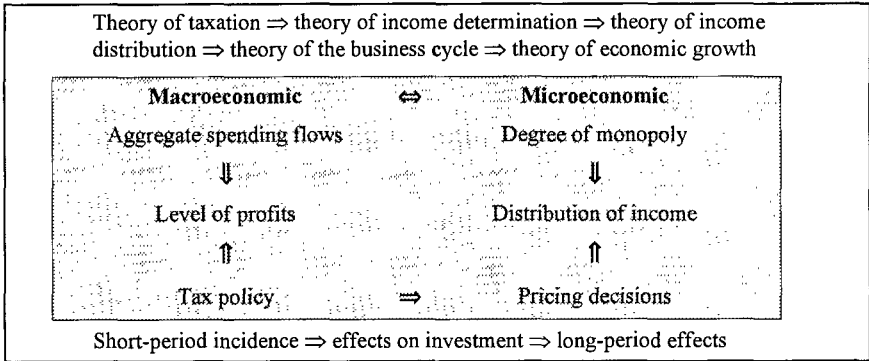 Theory of taxation ⇒ theory of income determination ⇒ theory of income
distribution ⇒ theory of the business cycle ⇒ theory of economic growth
Macroeconomic ⇔ Microeconomic
Aggregate spending flows Degree of monopoly
⇓ ⇓
Level of profits Distribution of income
⇑ ⇑
Tax policy ⇒ Pricing decisions
Short-period incidence ⇒ effects on investment ⇒ long-period effects